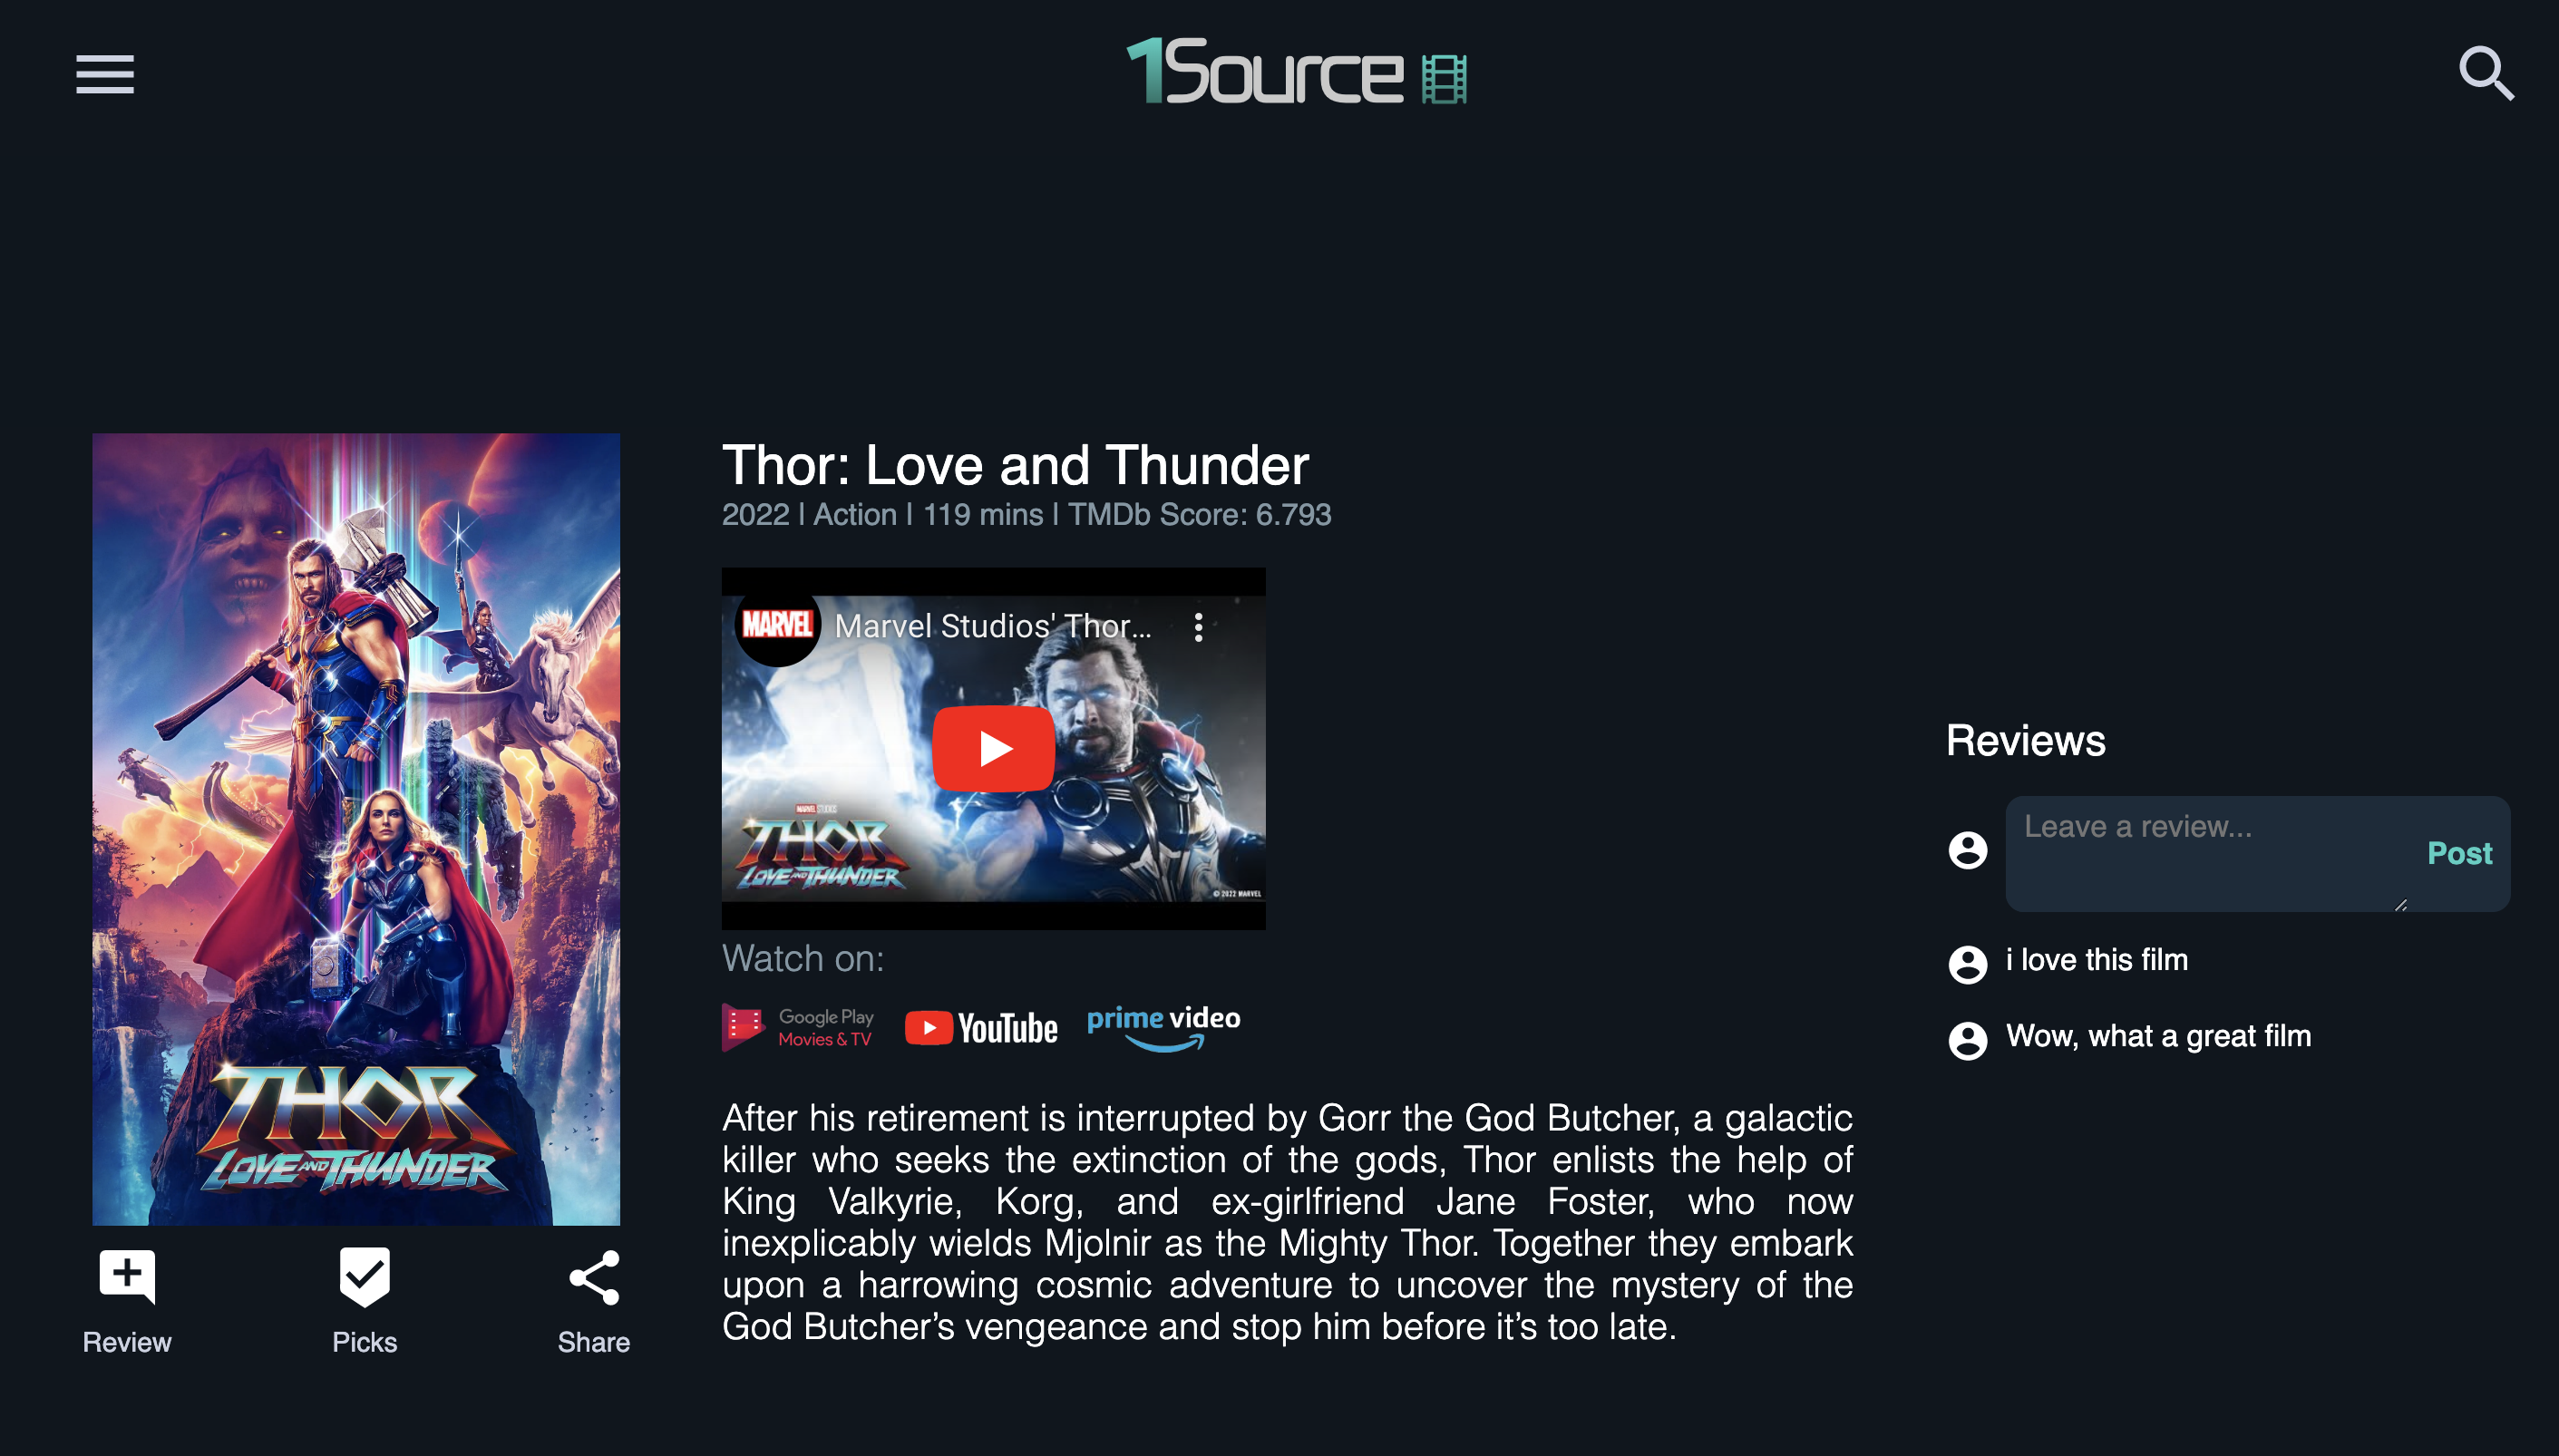 1Source
Thor: Love and Thunder
2022 | Action | 119 mins | TMDb Score: 6.793
MARVEL
Marvel Studios' Thor...
MARVEL STUDIOS
THOR
LOVE AND THUNDER
© 2022 MARVEL
Watch on:
Google Play
Movies & TV
YouTube
prime video
After his retirement is interrupted by Gorr the God Butcher, a galactic
killer who seeks the extinction of the gods, Thor enlists the help of
King Valkyrie, Korg, and ex-girlfriend Jane Foster, who now
inexplicably wields Mjolnir as the Mighty Thor. Together they embark
upon a harrowing cosmic adventure to uncover the mystery of the
God Butcher’s vengeance and stop him before it’s too late.
THOR
LOVE AND THUNDER
Review
Picks
Share
Reviews
Leave a review...
Post
i love this film
Wow, what a great film